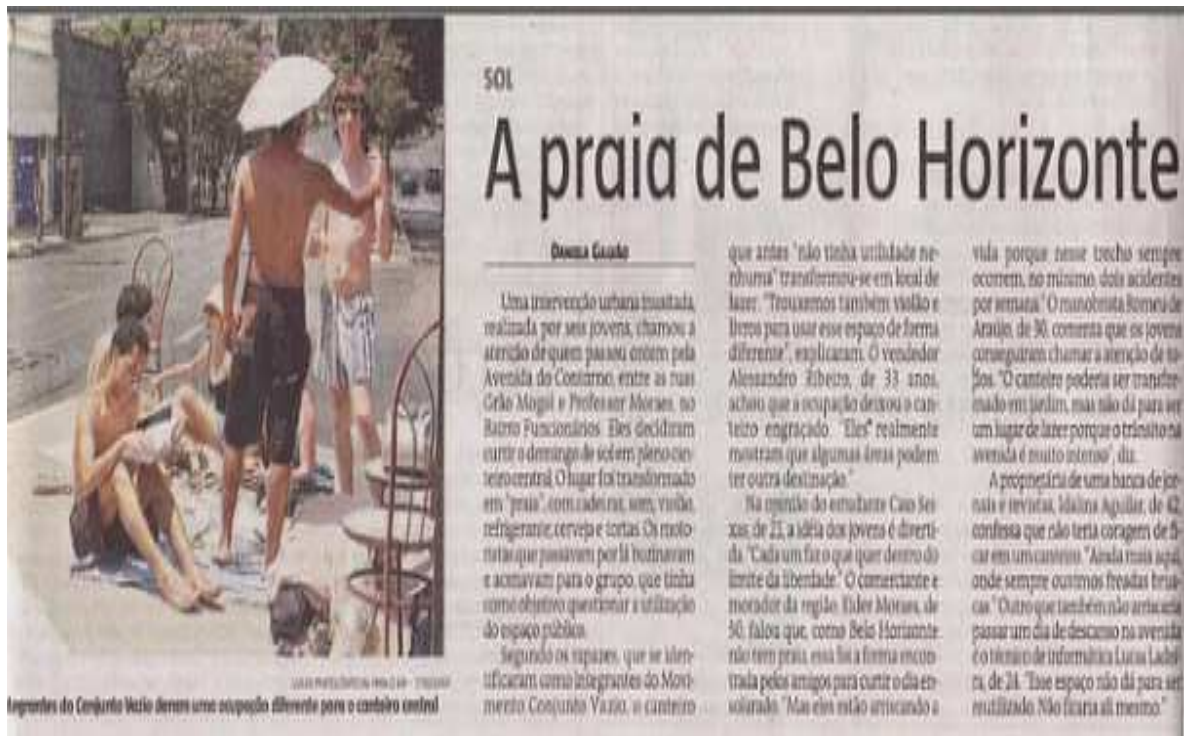 SOL
A praia de Belo Horizonte
Integrantes do Conjunto Vazio deram uma ocupação diferente para o canteiro central
Uma intervenção urbana inusitada,
realizada por seis jovens, chamou a
atenção de quem passou ontem pela
Avenida do Contorno, entre as ruas
Grão Mogol e Professor Moraes, no
Bairro Funcionários. Eles decidiram
curtir o domingo de sol em pleno can-
teiro central. O lugar foi transformado
em "praia", com cadeiras, som, violão,
refrigerante, cerveja e tortas. Os moto-
ristas que passavam por lá buzinavam
e acenavam para o grupo, que tinha
como objetivo questionar a utilização
do espaço público.
Segundo os rapazes, que se iden-
tificaram como integrantes do Movi-
mento Conjunto Vazio, o canteiro
que antes "não tinha utilidade ne-
nhuma" transformou-se em local de
lazer. "Trouxemos também violão e
livros para usar esse espaço de forma
diferente", explicaram. O vendedor
Alessandro Ribeiro, de 33 anos,
achou que a ocupação deixou o can-
teiro engraçado. "Eles realmente
mostram que algumas áreas podem
ter outra destinação."
Na opinião do estudante Caio Sei-
xas, de 21, a idéia dos jovens é diverti-
da. "Cada um faz o que quer dentro do
limite da liberdade." O comerciante e
morador da região, Elder Moraes, de
50, falou que, como Belo Horizonte
não tem praia, essa foi a forma encon-
trada pelos amigos para curtir o dia en-
solarado. "Mas eles estão arriscando a
vida porque nesse trecho sempre
ocorrem, no mínimo, dois acidentes
por semana." O manobrista Romeu de
Araújo, de 30, comenta que os jovens
conseguiram chamar a atenção de to-
dos. "O canteiro poderia ser transfor-
mado em jardim, mas não dá para ser
um lugar de lazer porque o trânsito na
avenida é muito intenso", diz.
A proprietária de uma banca de jor-
nais e revistas, Idalina Aguilar, de 62,
confessa que não teria coragem de fi-
car em um canteiro. "Ainda mais aqui,
onde sempre ouvimos freadas brus-
cas." Outro que também não arriscaria
passar um dia de descanso na avenida
é o técnico de informática Lucas Ladei-
ra, de 24. "Esse espaço não dá para ser
reutilizado. Não ficaria ali mesmo."